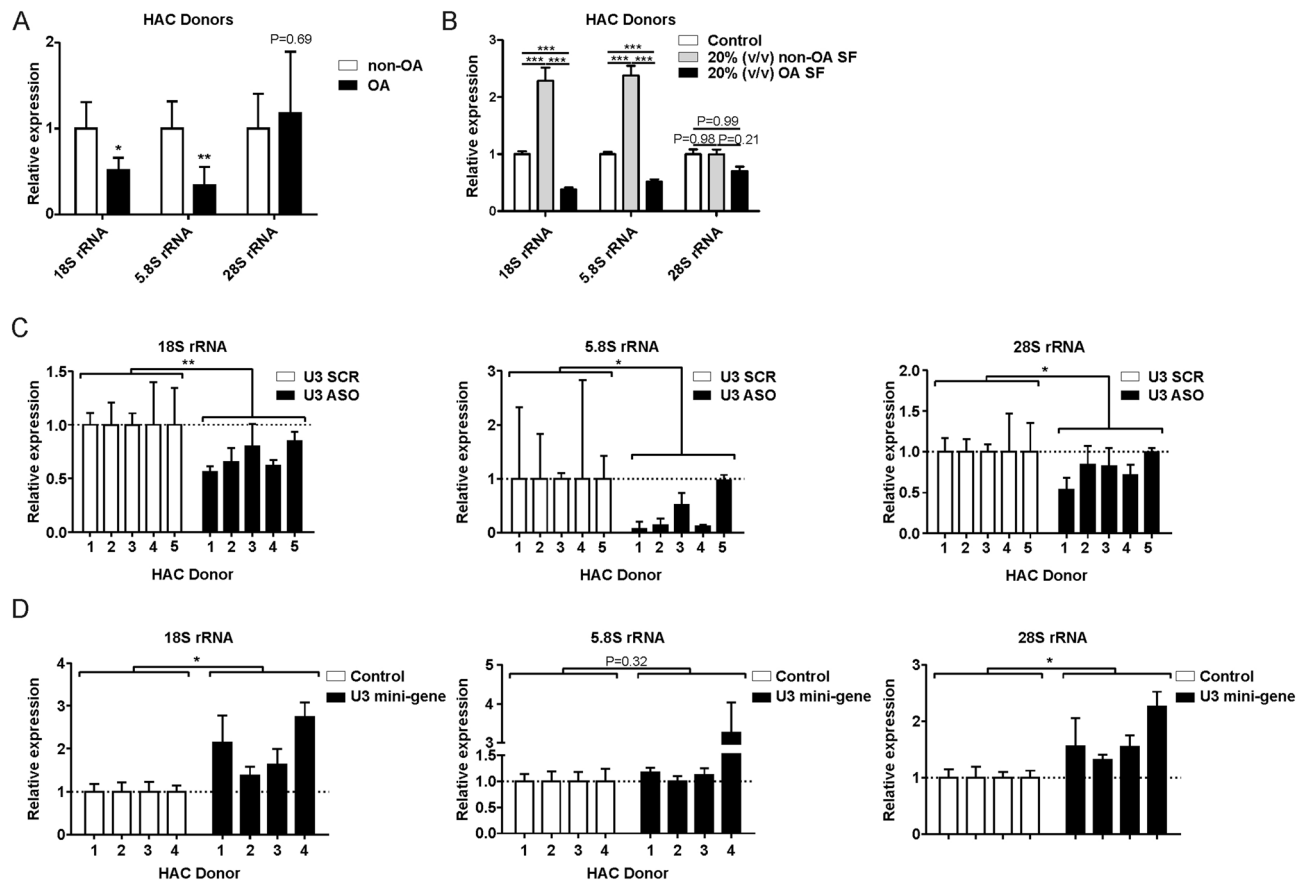 A
HAC Donors
Relative expression
2
1
0
P=0.69
*
**
non-OA
OA
18S rRNA
5.8S rRNA
28S rRNA
B
HAC Donors
Relative expression
3
2
1
0
***
*** ***
***
*** ***
P=0.99
P=0.98 P=0.21
Control
20% (v/v) non-OA SF
20% (v/v) OA SF
18S rRNA
5.8S rRNA
28S rRNA
C
18S rRNA
Relative expression
1.5
1.0
0.5
0.0
**
U3 SCR
U3 ASO
1 2 3 4 5 1 2 3 4 5
HAC Donor
5.8S rRNA
Relative expression
3
2
1
0
*
U3 SCR
U3 ASO
1 2 3 4 5 1 2 3 4 5
HAC Donor
28S rRNA
Relative expression
2.0
1.5
1.0
0.5
0.0
*
U3 SCR
U3 ASO
1 2 3 4 5 1 2 3 4 5
HAC Donor
D
18S rRNA
Relative expression
4
3
2
1
0
*
Control
U3 mini-gene
1 2 3 4 1 2 3 4
HAC Donor
5.8S rRNA
Relative expression
5
4
3
1.5
1.0
0.5
0.0
P=0.32
Control
U3 mini-gene
1 2 3 4 1 2 3 4
HAC Donor
28S rRNA
Relative expression
3
2
1
0
*
Control
U3 mini-gene